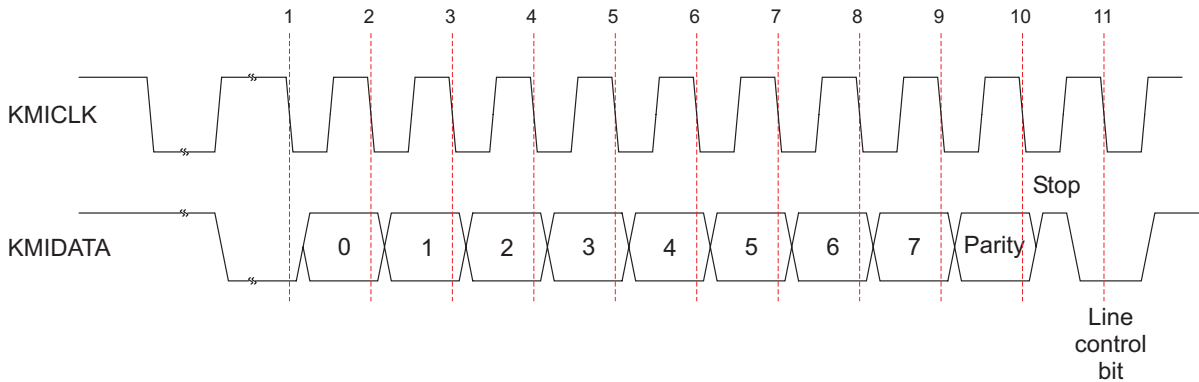 1 2 3 4 5 6 7 8 9 10 11
KMICLK
Stop
KMIDATA 0 1 2 3 4 5 6 7 Parity
Line
control
bit